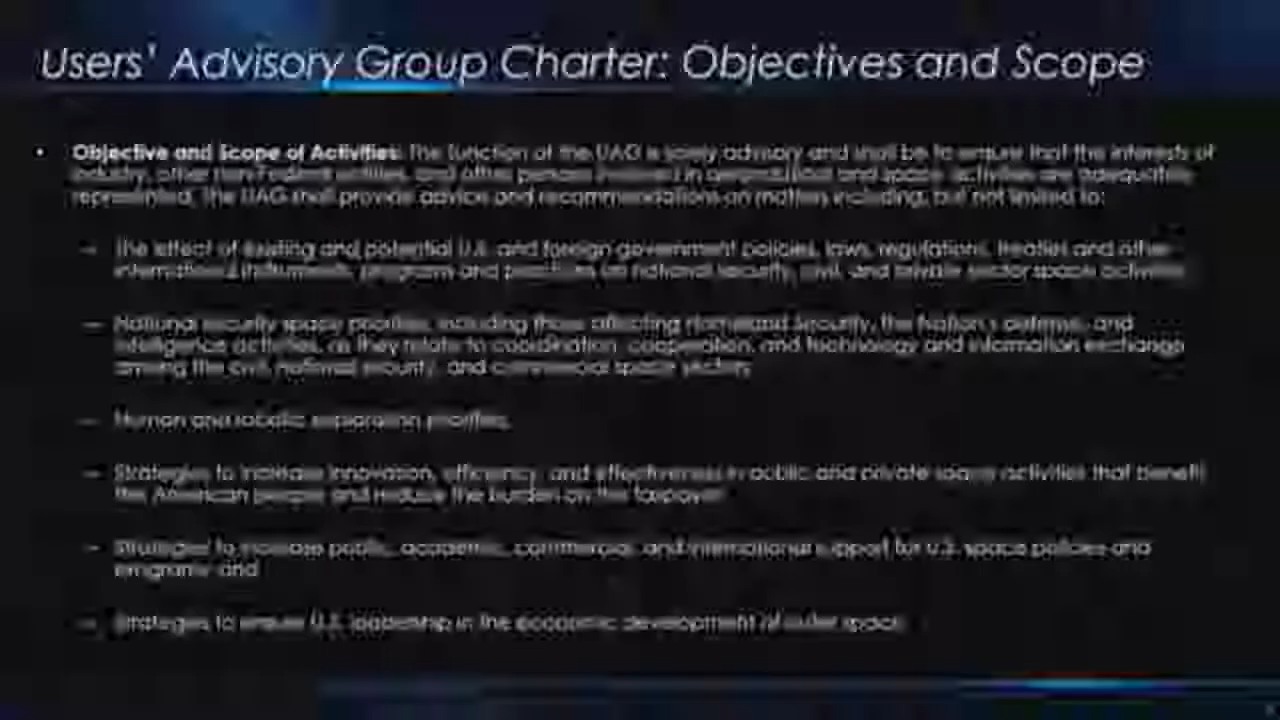 Users' Advisory Group Charter: Objectives and Scope
• Objective and Scope of Activities: The function of the UAG is solely advisory and shall be to ensure that the interests of
industry, other non-Federal entities, and other persons involved in aeronautical and space activities are adequately
represented. The UAG shall provide advice and recommendations on matters including, but not limited to:
– The effect of existing and potential U.S. and foreign government policies, laws, regulations, treaties and other
international instruments, programs and practices on national security, civil, and private sector space activities
– National security space priorities, including those affecting Homeland Security, the Nation's defense, and
intelligence activities, as they relate to coordination, cooperation, and technology and information exchange
among the civil, national security, and commercial space sectors
– Human and robotic exploration priorities
– Strategies to increase innovation, efficiency, and effectiveness in public and private space activities that benefit
the American people and reduce the burden on the taxpayer
– Strategies to increase public, academic, commercial, and international support for U.S. space policies and
programs; and
– Strategies to ensure U.S. leadership in the economic development of outer space.